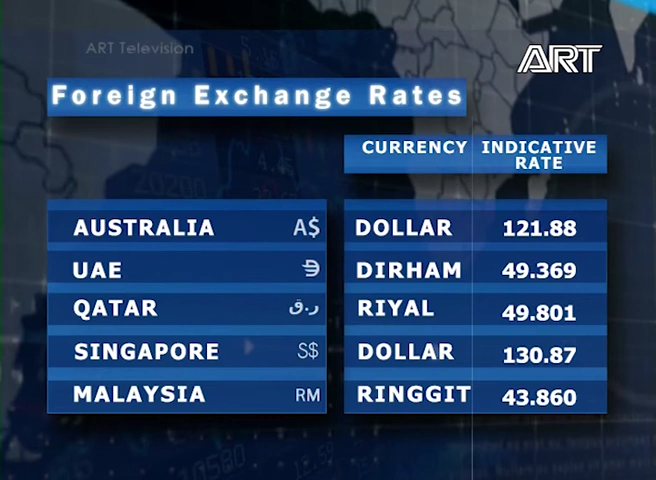 ART Television
ART
Foreign Exchange Rates
CURRENCY INDICATIVE RATE
AUSTRALIA A$ DOLLAR 121.88
UAE DIRHAM 49.369
QATAR ر.ق RIYAL 49.801
SINGAPORE S$ DOLLAR 130.87
MALAYSIA RM RINGGIT 43.860
20200